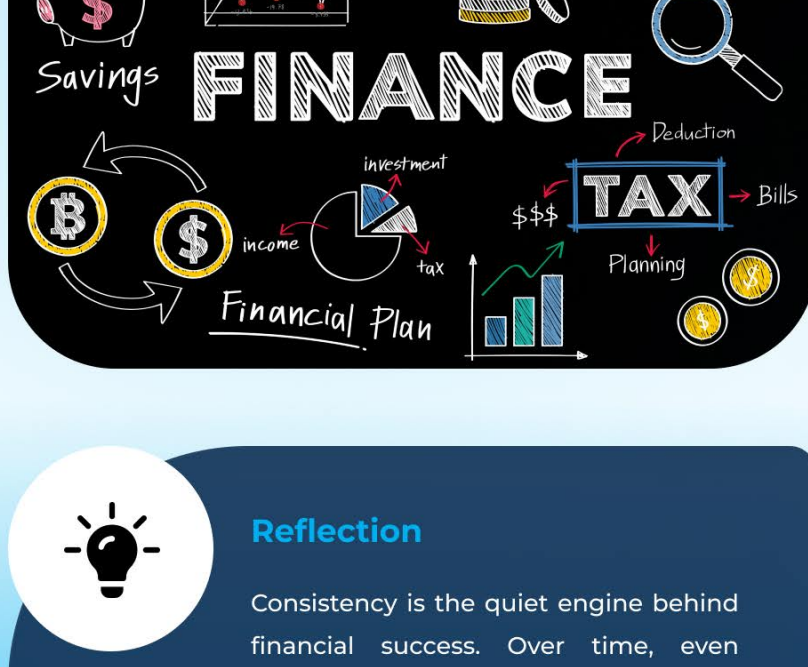 Savings
FINANCE
Deduction
investment
TAX
Bills
$$$
income
tax
Planning
Financial Plan
Reflection
Consistency is the quiet engine behind
financial success. Over time, even